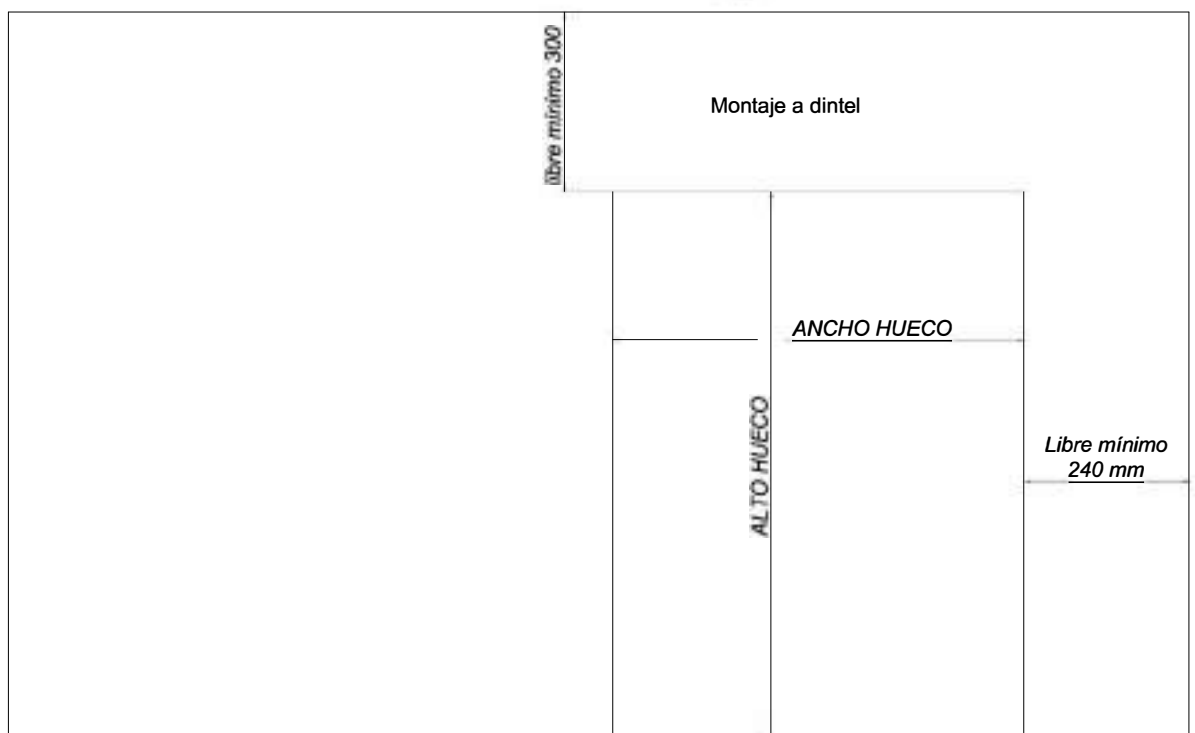 libre mínimo 300
Montaje a dintel
ANCHO HUECO
ALTO HUECO
Libre mínimo
240 mm